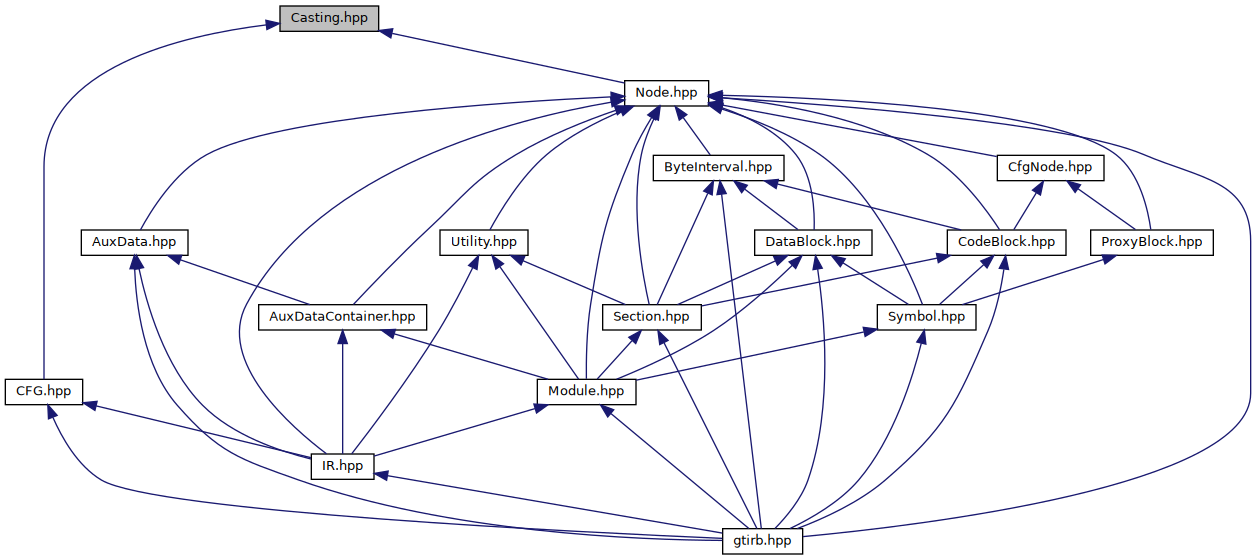 Casting.hpp
Node.hpp
ByteInterval.hpp
CfgNode.hpp
AuxData.hpp
Utility.hpp
DataBlock.hpp
CodeBlock.hpp
ProxyBlock.hpp
AuxDataContainer.hpp
Section.hpp
Symbol.hpp
CFG.hpp
Module.hpp
IR.hpp
gtirb.hpp